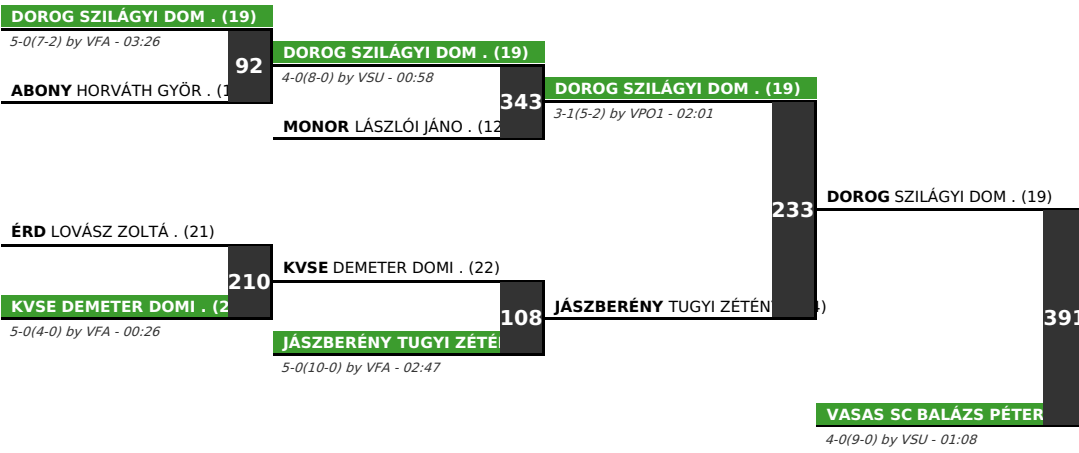 DOROG SZILÁGYI DOM . (19)
5-0(7-2) by VFA - 03:26
92
ABONY HORVÁTH GYÖR . (1
DOROG SZILÁGYI DOM . (19)
4-0(8-0) by VSU - 00:58
343
MONOR LÁSZLÓI JÁNO . (12
DOROG SZILÁGYI DOM . (19)
3-1(5-2) by VPO1 - 02:01
233
DOROG SZILÁGYI DOM . (19)
ÉRD LOVÁSZ ZOLTÁ . (21)
210
KVSE DEMETER DOMI . (2
5-0(4-0) by VFA - 00:26
KVSE DEMETER DOMI . (22)
108
JÁSZBERÉNY TUGYI ZÉTÉ
5-0(10-0) by VFA - 02:47
JÁSZBERÉNY TUGYI ZÉTÉN
391
VASAS SC BALÁZS PÉTER
4-0(9-0) by VSU - 01:08